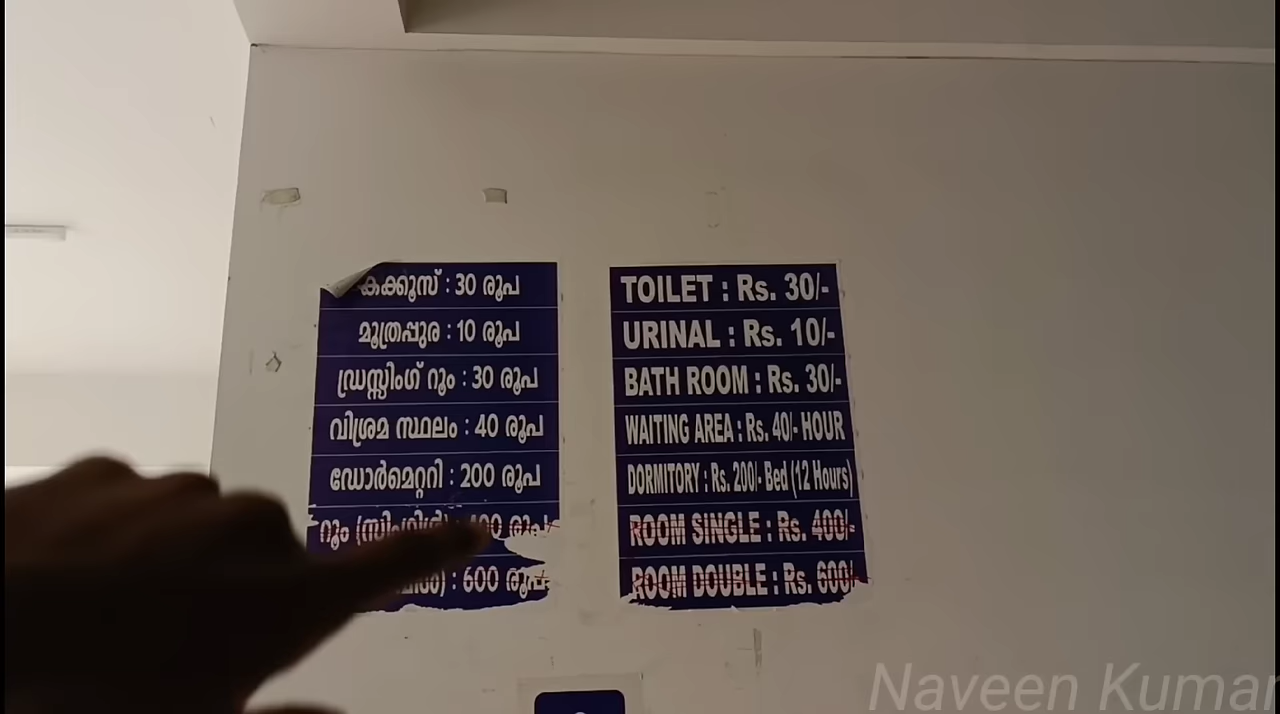 കക്കൂസ് : 30 രൂപ
മൂത്രപ്പുര : 10 രൂപ
ഡ്രസ്സിംഗ് റൂം : 30 രൂപ
വിശ്രമ സ്ഥലം : 40 രൂപ
ഡോർമെറ്ററി : 200 രൂപ
റൂം (സിംഗിൾ) : 400 രൂപ
: 600 രൂപ
TOILET : Rs. 30/-
URINAL : Rs. 10/-
BATH ROOM : Rs. 30/-
WAITING AREA : Rs. 40/- HOUR
DORMITORY : Rs. 200/- Bed (12 Hours)
ROOM SINGLE : Rs. 400/-
ROOM DOUBLE : Rs. 600/-
Naveen Kumar